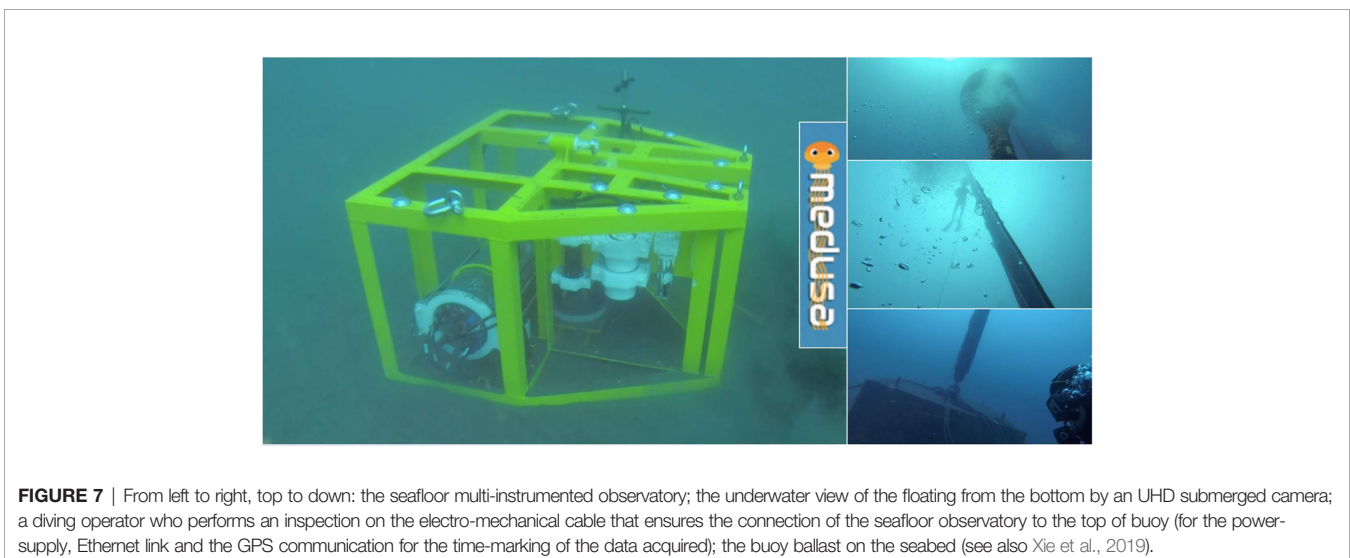 medusa
FIGURE 7 | From left to right, top to down: the seafloor multi-instrumented observatory; the underwater view of the floating from the bottom by an UHD submerged camera;
a diving operator who performs an inspection on the electro-mechanical cable that ensures the connection of the seafloor observatory to the top of buoy (for the power-
supply, Ethernet link and the GPS communication for the time-marking of the data acquired); the buoy ballast on the seabed (see also Xie et al., 2019).